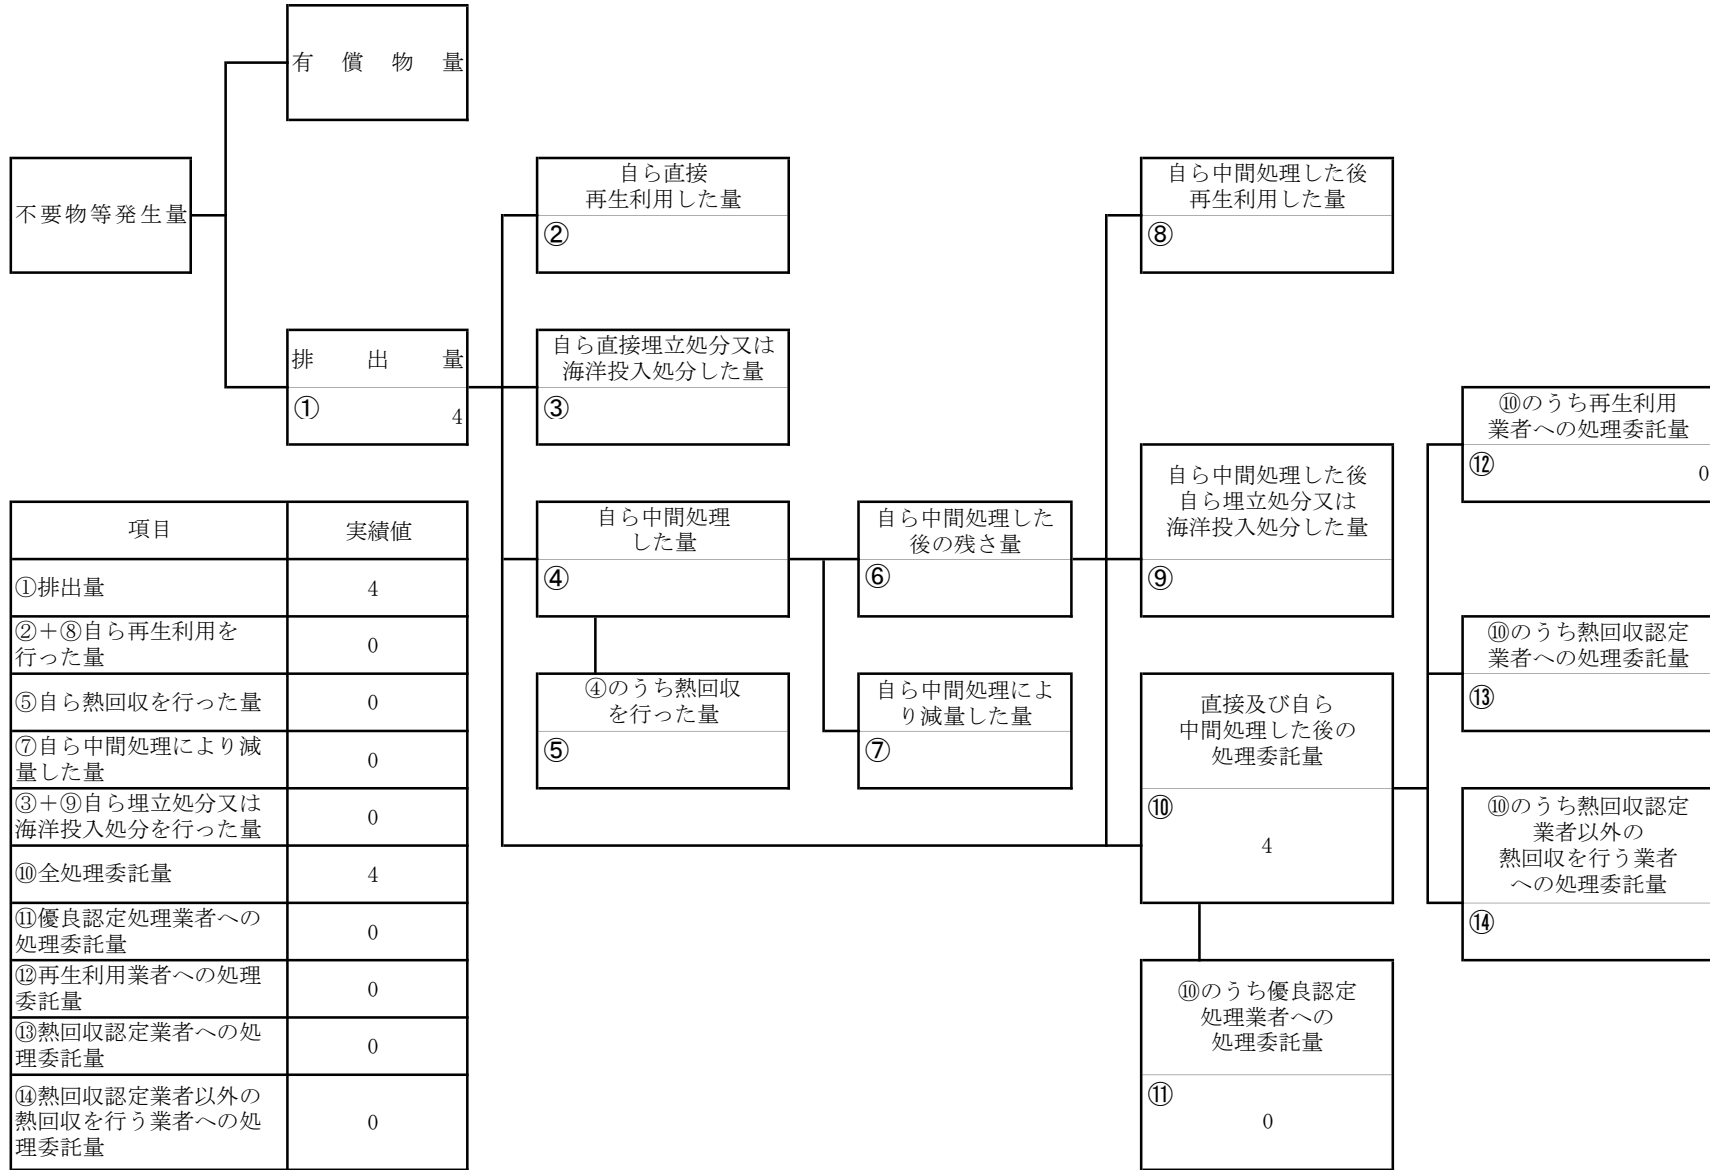 有償物量
不要物等発生量
排出量
①
4
自ら直接
再生利用した量
②
自ら直接埋立処分又は
海洋投入処分した量
③
自ら中間処理
した量
④
④のうち熱回収
を行った量
⑤
自ら中間処理した
後の残さ量
⑥
自ら中間処理によ
り減量した量
⑦
自ら中間処理した後
再生利用した量
⑧
自ら中間処理した後
自ら埋立処分又は
海洋投入処分した量
⑨
直接及び自ら
中間処理した後の
処理委託量
⑩
4
⑩のうち優良認定
処理業者への
処理委託量
⑪
0
⑩のうち再生利用
業者への処理委託量
⑫
0
⑩のうち熱回収認定
業者への処理委託量
⑬
⑩のうち熱回収認定
業者以外の
熱回収を行う業者
への処理委託量
⑭
項目 実績値
①排出量 4
②＋⑧自ら再生利用を
行った量 0
⑤自ら熱回収を行った量 0
⑦自ら中間処理により減
量した量 0
③＋⑨自ら埋立処分又は
海洋投入処分を行った量 0
⑩全処理委託量 4
⑪優良認定処理業者への
処理委託量 0
⑫再生利用業者への処理
委託量 0
⑬熱回収認定業者への処
理委託量 0
⑭熱回収認定業者以外の
熱回収を行う業者への処
理委託量 0